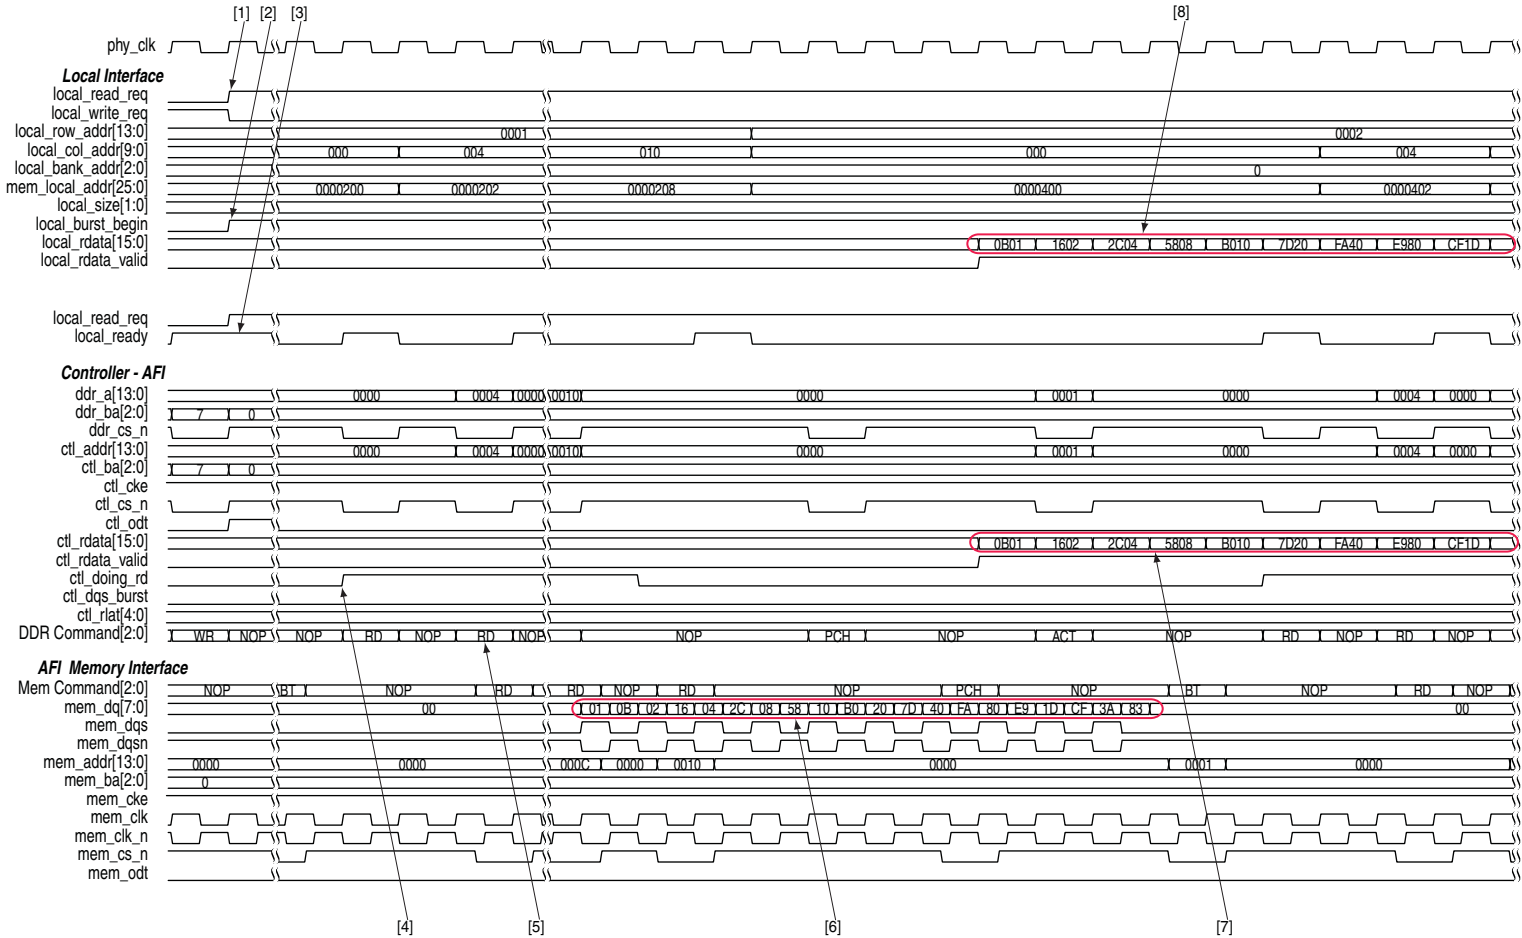 [1] [2] [3] [8]
phy_clk
Local Interface
local_read_req
local_write_req
local_row_addr[13:0] 0001 0002
local_col_addr[9:0] 000 004 010 000 004
local_bank_addr[2:0] 0
mem_local_addr[25:0] 0000200 0000202 0000208 0000400 0000402
local_size[1:0]
local_burst_begin
local_rdata[15:0] 0B01 1602 2C04 5808 B010 7D20 FA40 E980 CF1D
local_rdata_valid
local_read_req
local_ready
Controller - AFI
ddr_a[13:0] 0000 0004 0000 0010 0000 0001 0000 0004 0000
ddr_ba[2:0] 7 0
ddr_cs_n
ctl_addr[13:0] 0000 0004 0000 0010 0000 0001 0000 0004 0000
ctl_ba[2:0] 7 0
ctl_cke
ctl_cs_n
ctl_odt
ctl_rdata[15:0] 0B01 1602 2C04 5808 B010 7D20 FA40 E980 CF1D
ctl_rdata_valid
ctl_doing_rd
ctl_dqs_burst
ctl_rlat[4:0]
DDR Command[2:0] WR NOP NOP RD NOP RD NOP NOP PCH NOP ACT NOP RD NOP RD NOP
AFI Memory Interface
Mem Command[2:0] NOP BT NOP RD RD NOP RD NOP PCH NOP BT NOP RD NOP
mem_dq[7:0] 00 01 0B 02 16 04 2C 08 58 10 B0 20 7D 40 FA 80 E9 1D CF 3A 83 00
mem_dqs
mem_dqsn
mem_addr[13:0] 0000 0000 000C 0000 0010 0000 0001 0000
mem_ba[2:0] 0
mem_cke
mem_clk
mem_clk_n
mem_cs_n
mem_odt
[4] [5] [6] [7]